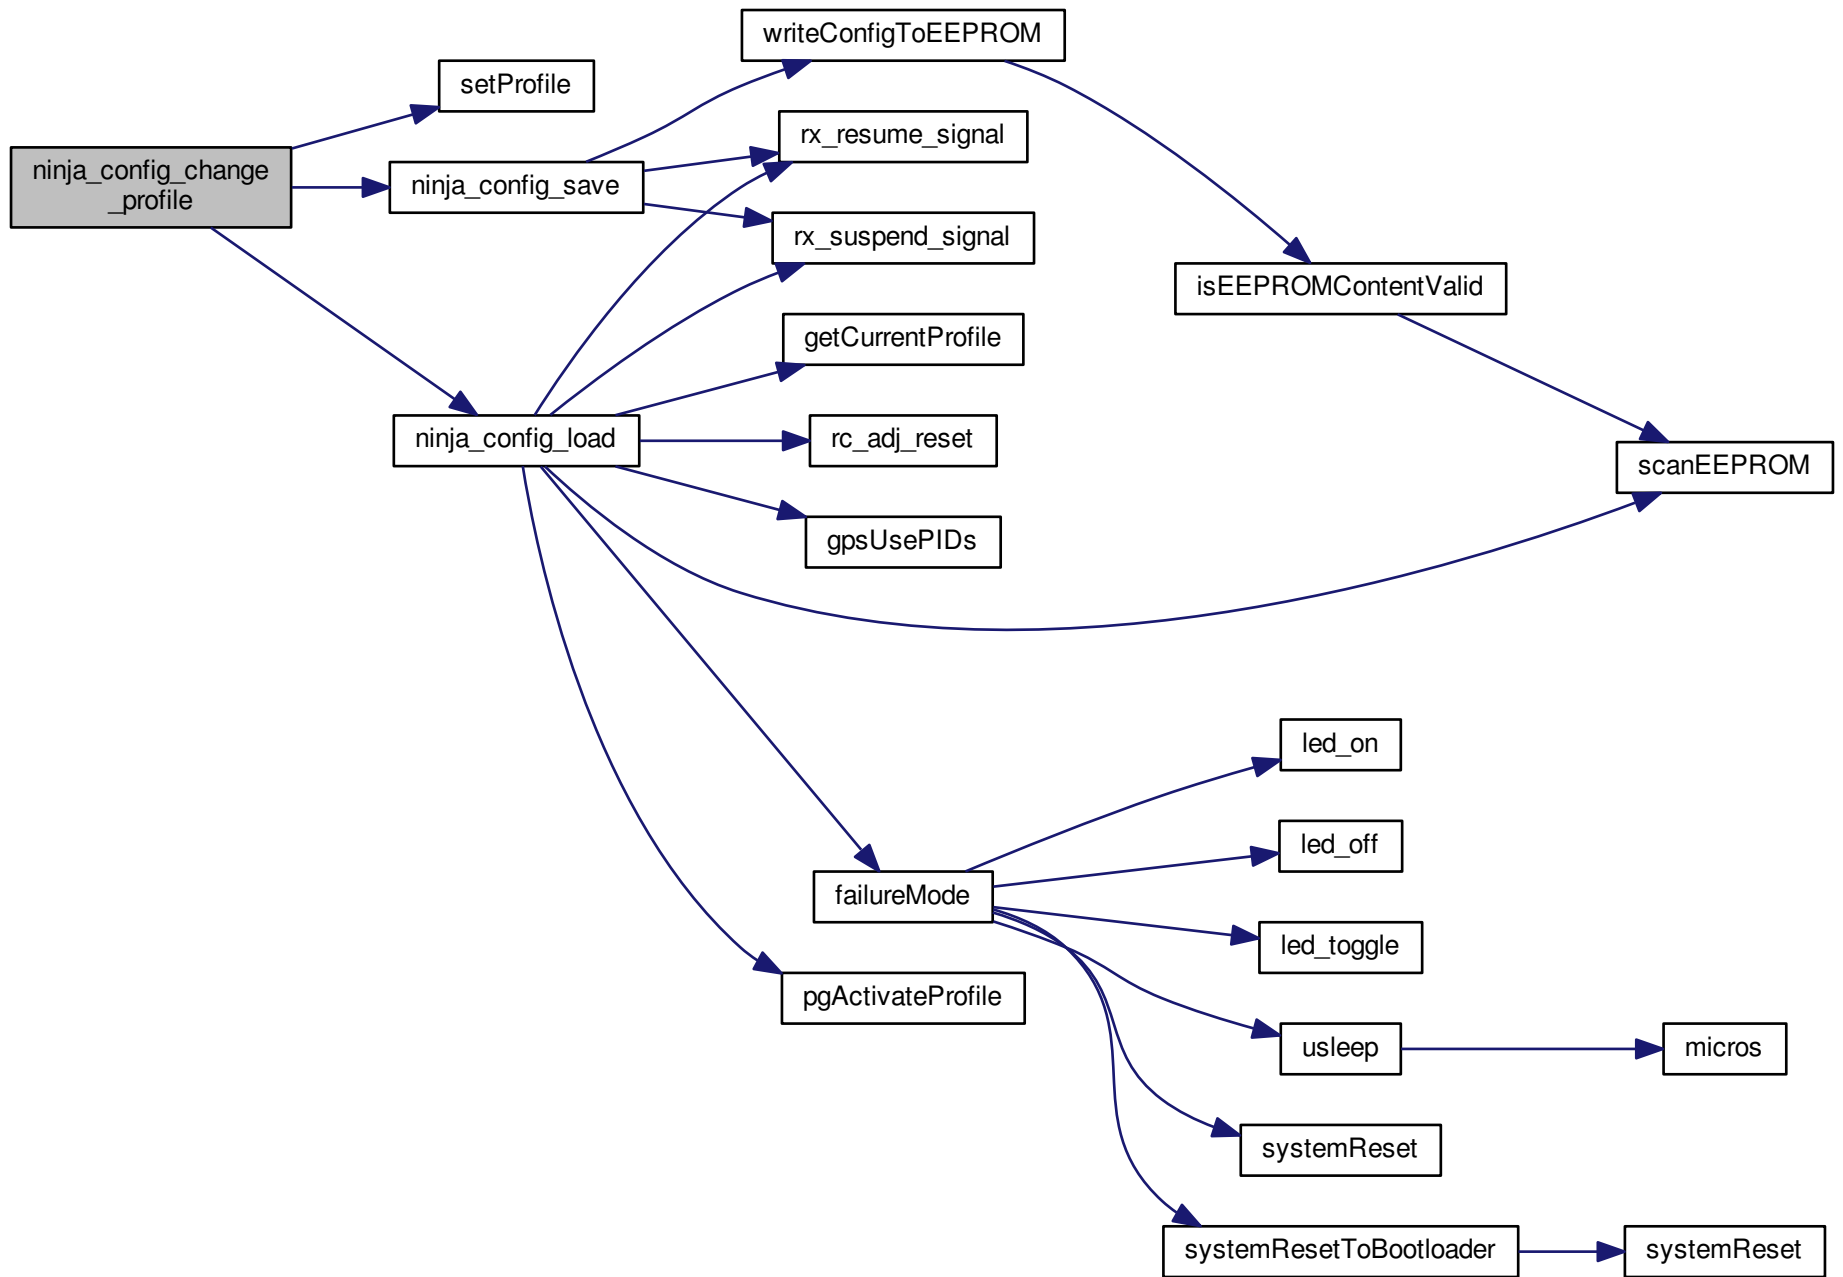 writeConfigToEEPROM
setProfile
rx_resume_signal
ninja_config_change
_profile
ninja_config_save
rx_suspend_signal
isEEPROMContentValid
getCurrentProfile
ninja_config_load
rc_adj_reset
scanEEPROM
gpsUsePIDs
led_on
led_off
failureMode
led_toggle
pgActivateProfile
usleep
micros
systemReset
systemResetToBootloader
systemReset